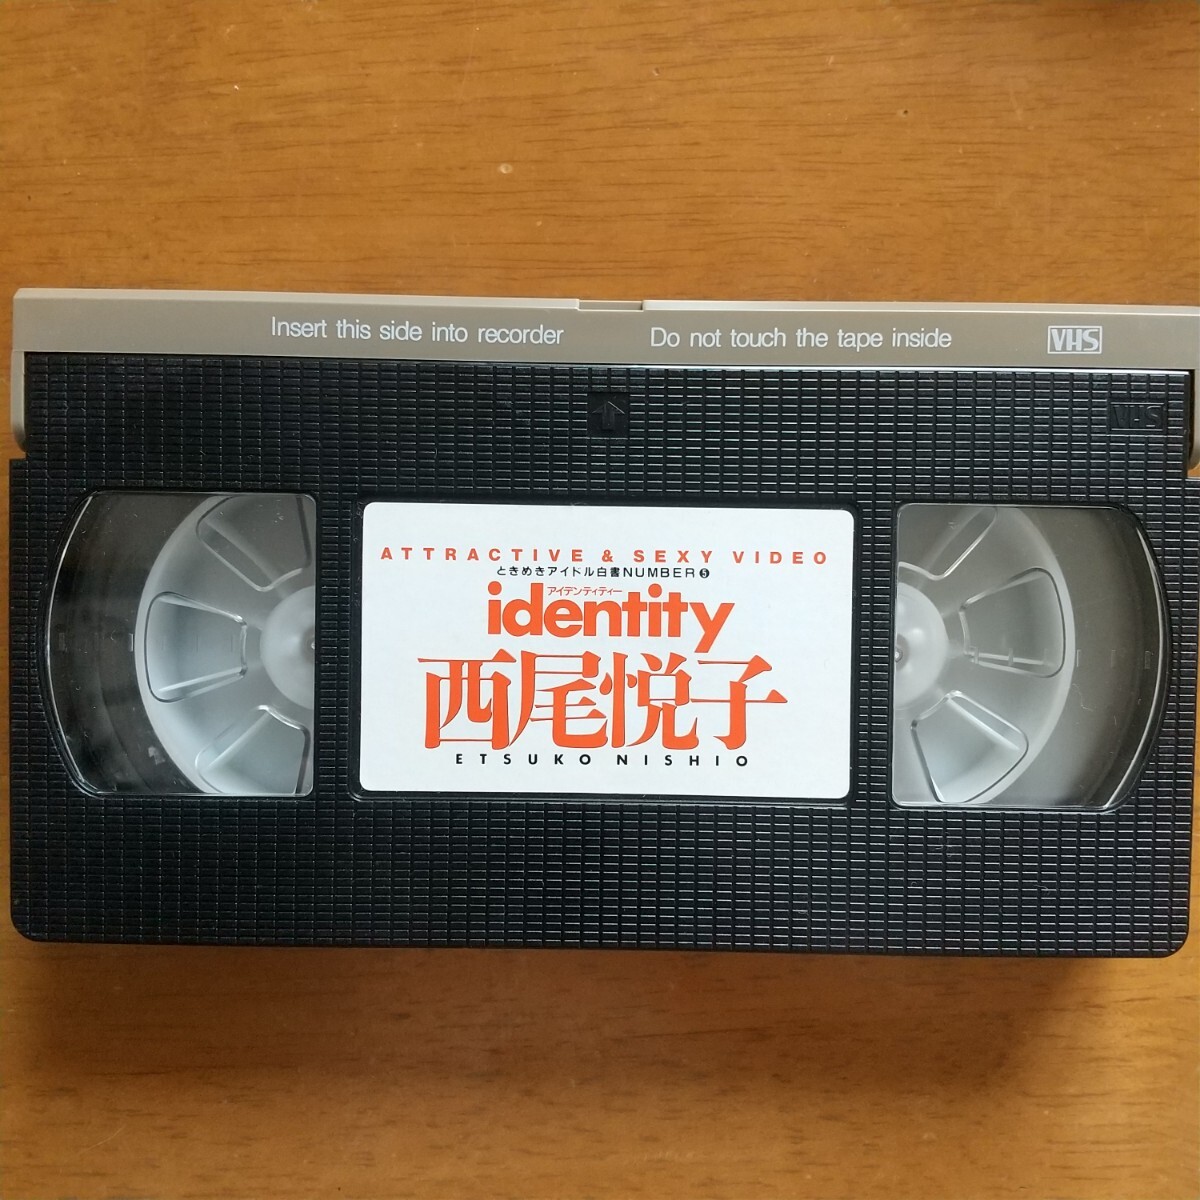 Insert this side into recorder Do not touch the tape inside VHS
VHS
ATTRACTIVE & SEXY VIDEO
ときめきアイドル白書NUMBER❺
アイデンティティー
identity
西尾悦子
ETSUKO NISHIO